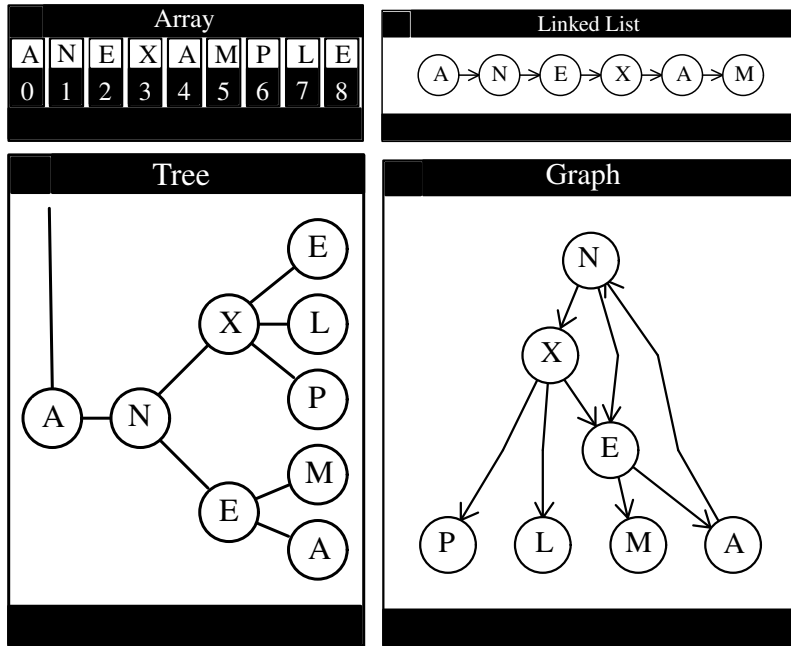 Array
A N E X A M P L E
0 1 2 3 4 5 6 7 8
Linked List
A N E X A M
Tree
E
X L
P
A N
M
E
A
Graph
N
X
E
P L M A